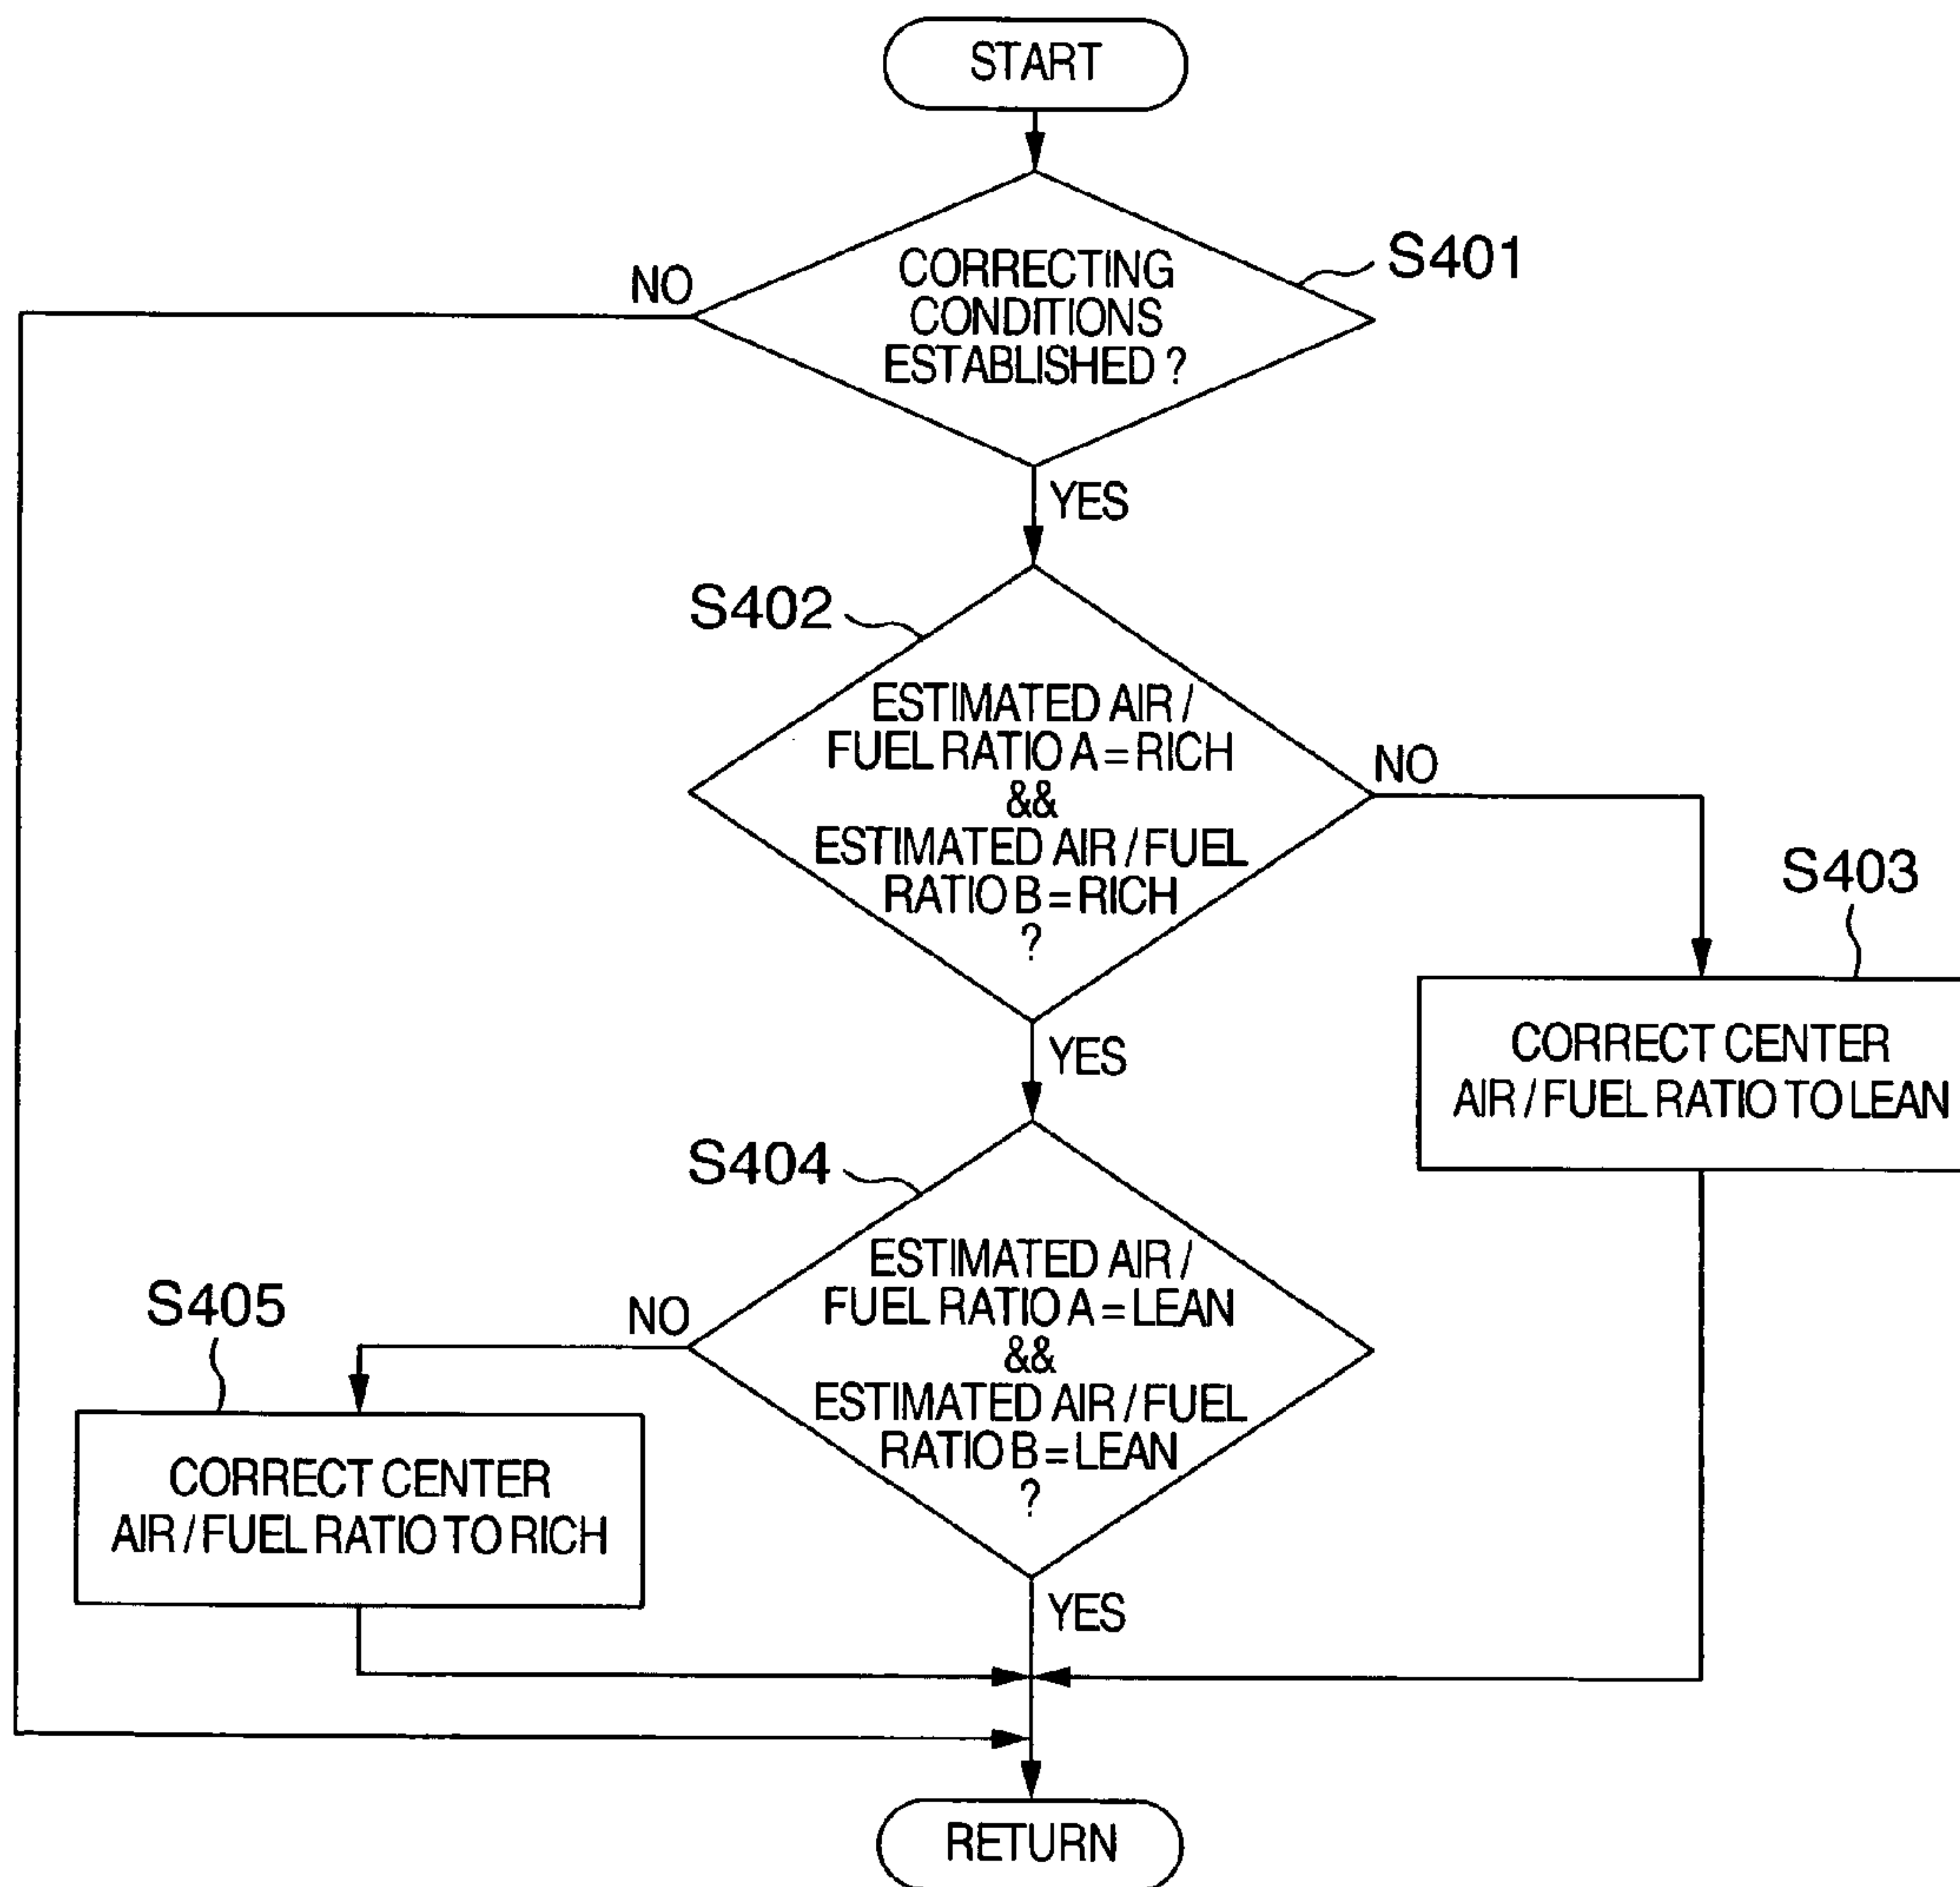 START
S401
NO
CORRECTING
CONDITIONS
ESTABLISHED ?
YES
S402
ESTIMATED AIR /
FUEL RATIO A = RICH
&&
ESTIMATED AIR / FUEL
RATIO B = RICH
?
NO
S403
CORRECT CENTER
AIR / FUEL RATIO TO LEAN
YES
S404
ESTIMATED AIR /
FUEL RATIO A = LEAN
&&
ESTIMATED AIR / FUEL
RATIO B = LEAN
?
NO
S405
CORRECT CENTER
AIR / FUEL RATIO TO RICH
YES
RETURN